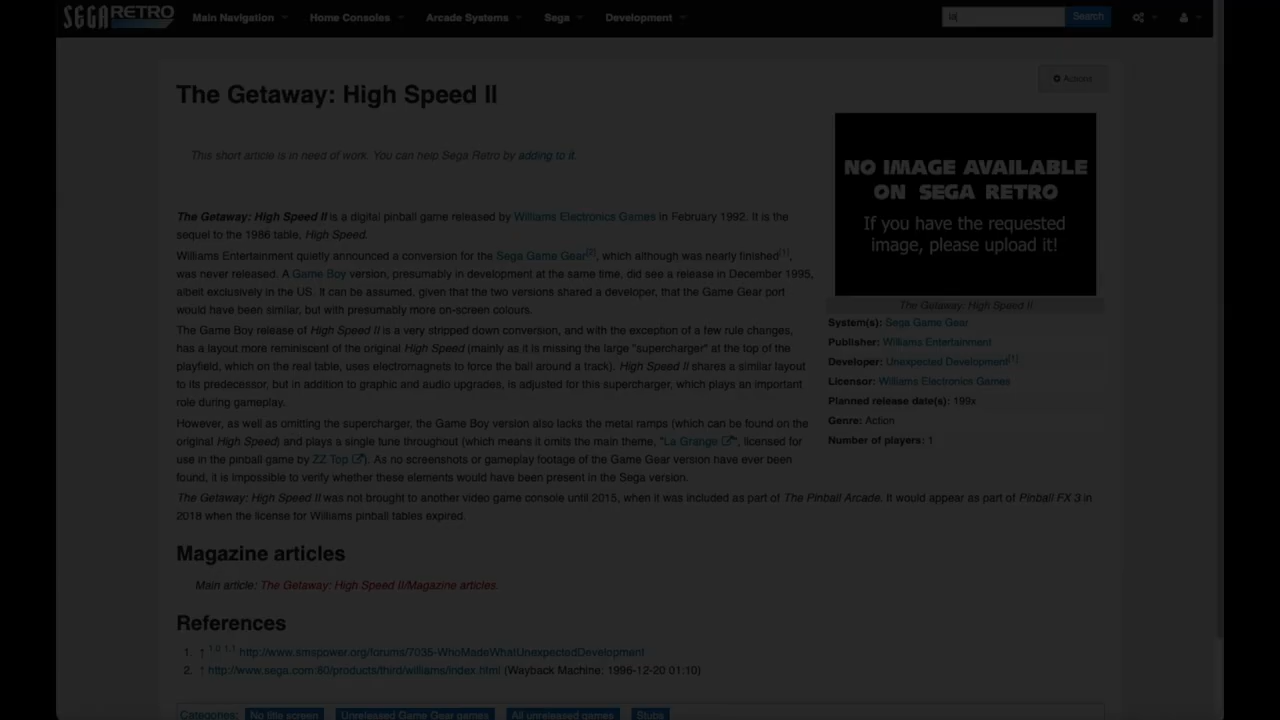 SEGA RETRO
Main Navigation Home Consoles Arcade Systems Sega Development
Search
Actions
The Getaway: High Speed II
This short article is in need of work. You can help Sega Retro by adding to it.
NO IMAGE AVAILABLE
ON SEGA RETRO
If you have the requested
image, please upload it!
The Getaway: High Speed II
System(s): Sega Game Gear
Publisher: Williams Entertainment
Developer: Unexpected Development[1]
Licensor: Williams Electronics Games
Planned release date(s): 199x
Genre: Action
Number of players: 1
The Getaway: High Speed II is a digital pinball game released by Williams Electronics Games in February 1992. It is the
sequel to the 1986 table, High Speed.
Williams Entertainment quietly announced a conversion for the Sega Game Gear[2], which although was nearly finished[1],
was never released. A Game Boy version, presumably in development at the same time, did see a release in December 1995,
albeit exclusively in the US. It can be assumed, given that the two versions shared a developer, that the Game Gear port
would have been similar, but with presumably more on-screen colours.
The Game Boy release of High Speed II is a very stripped down conversion, and with the exception of a few rule changes,
has a layout more reminiscent of the original High Speed (mainly as it is missing the large "supercharger" at the top of the
playfield, which on the real table, uses electromagnets to force the ball around a track). High Speed II shares a similar layout
to its predecessor, but in addition to graphic and audio upgrades, is adjusted for this supercharger, which plays an important
role during gameplay.
However, as well as omitting the supercharger, the Game Boy version also lacks the metal ramps (which can be found on the
original High Speed) and plays a single tune throughout (which means it omits the main theme, "La Grange", licensed for
use in the pinball game by ZZ Top). As no screenshots or gameplay footage of the Game Gear version have ever been
found, it is impossible to verify whether these elements would have been present in the Sega version.
The Getaway: High Speed II was not brought to another video game console until 2015, when it was included as part of The Pinball Arcade. It would appear as part of Pinball FX 3 in
2018 when the license for Williams pinball tables expired.
Magazine articles
Main article: The Getaway: High Speed II/Magazine articles.
References
1. ↑ 1.0 1.1 http://www.smspower.org/forums/7035-WhoMadeWhatUnexpectedDevelopment
2. ↑ http://www.sega.com:80/products/third/williams/index.html (Wayback Machine: 1996-12-20 01:10)
Categories: No title screen Unreleased Game Gear games All unreleased games Stubs